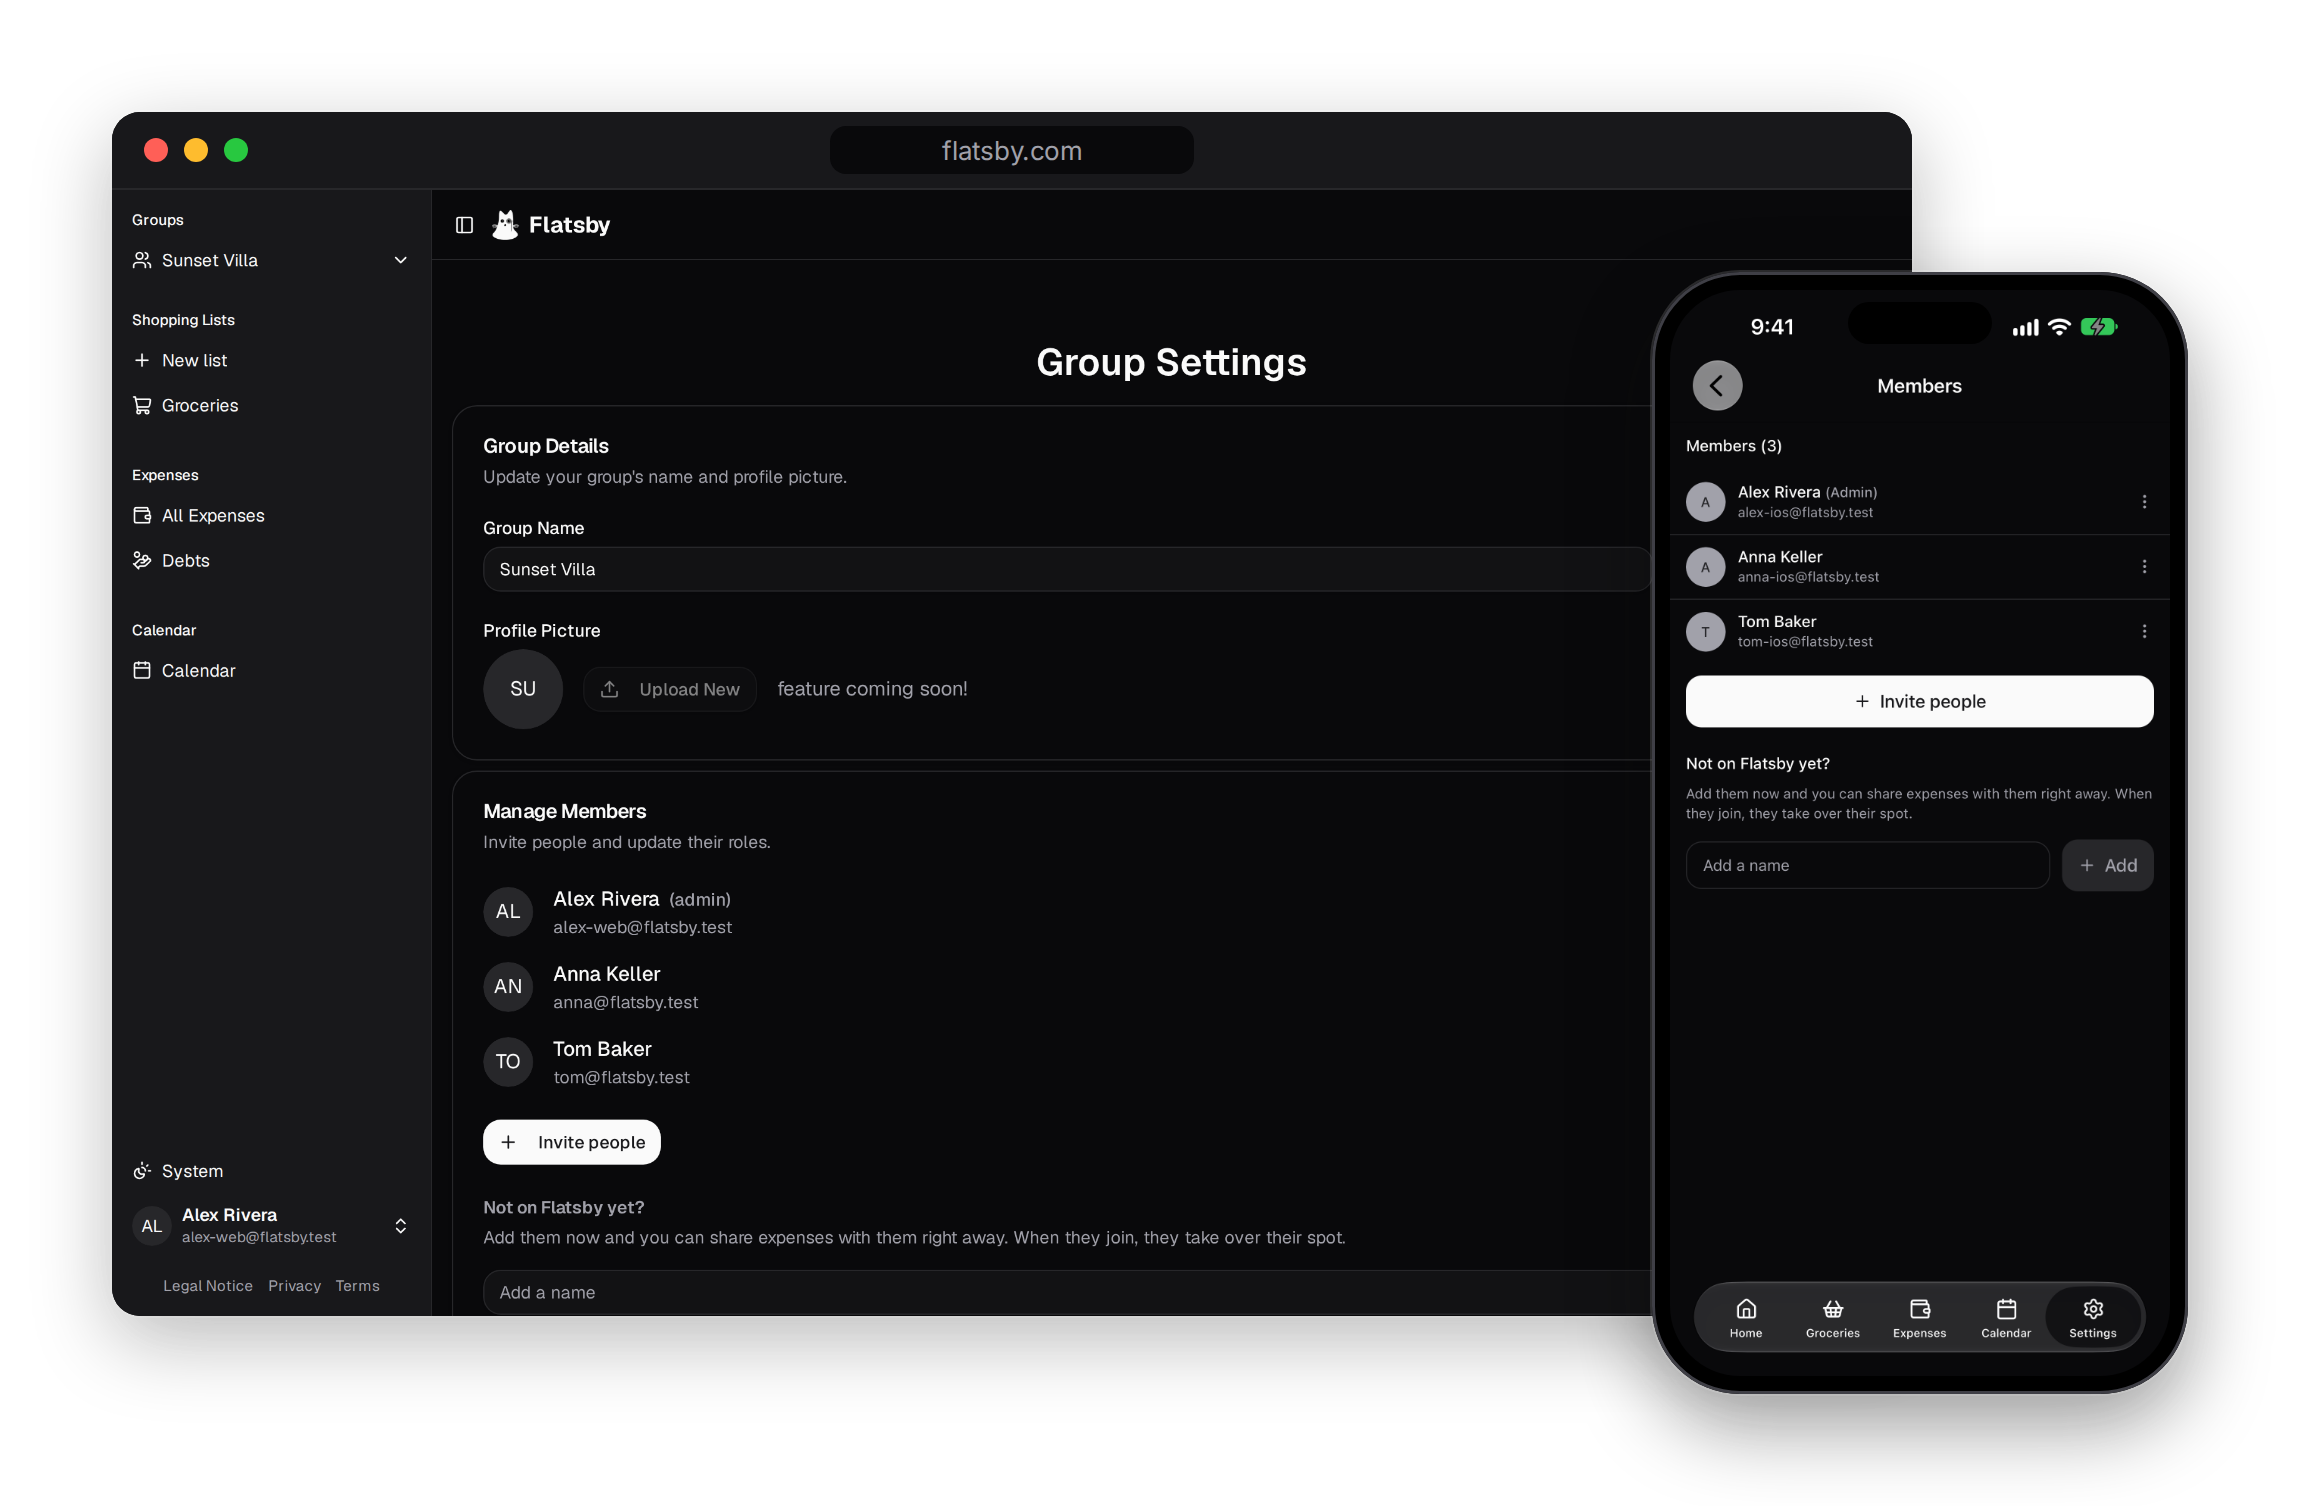 flatsby.com
Groups
Sunset Villa
Shopping Lists
New list
Groceries
Expenses
All Expenses
Debts
Calendar
Calendar
System
AL
Alex Rivera
alex-web@flatsby.test
Legal Notice Privacy Terms
Flatsby
Group Settings
Group Details
Update your group's name and profile picture.
Group Name
Sunset Villa
Profile Picture
SU
Upload New
feature coming soon!
Manage Members
Invite people and update their roles.
AL
Alex Rivera (admin)
alex-web@flatsby.test
AN
Anna Keller
anna@flatsby.test
TO
Tom Baker
tom@flatsby.test
Invite people
Not on Flatsby yet?
Add them now and you can share expenses with them right away. When they join, they take over their spot.
Add a name
9:41
Members
Members (3)
A
Alex Rivera (Admin)
alex-ios@flatsby.test
A
Anna Keller
anna-ios@flatsby.test
T
Tom Baker
tom-ios@flatsby.test
Invite people
Not on Flatsby yet?
Add them now and you can share expenses with them right away. When
they join, they take over their spot.
Add a name
Add
Home
Groceries
Expenses
Calendar
Settings